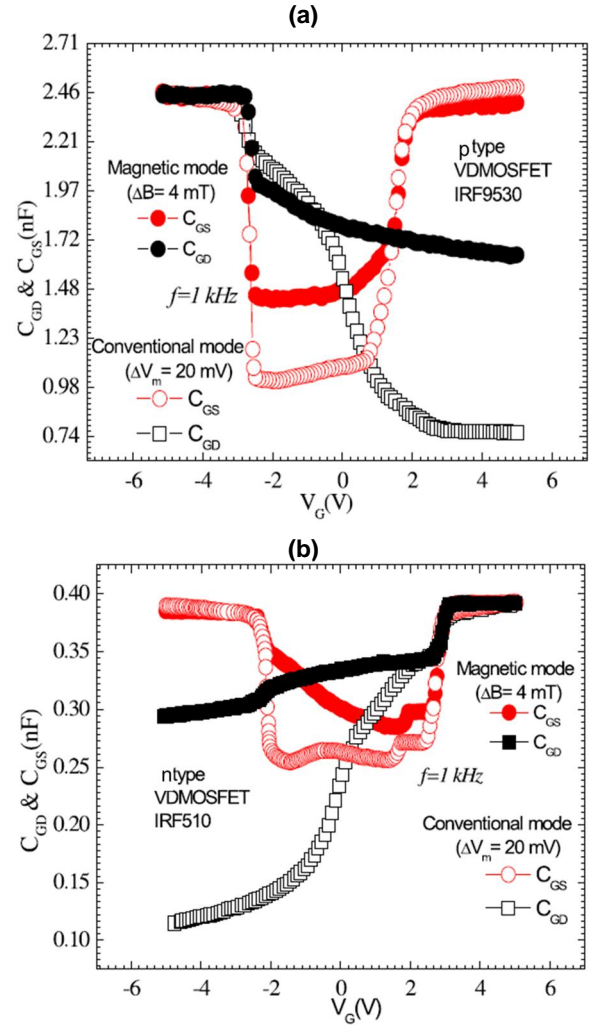 (a)
2.71
2.46
2.21
1.97
1.72
1.48
1.23
0.98
0.74
C_GD & C_GS(nF)
p type
VDMOSFET
IRF9530
Magnetic mode
(ΔB= 4 mT)
C_GS
C_GD
f=1 kHz
Conventional mode
(ΔV_m= 20 mV)
C_GS
C_GD
-6 -4 -2 0 2 4 6
V_G(V)
(b)
0.40
0.35
0.30
0.25
0.20
0.15
0.10
C_GD & C_GS(nF)
Magnetic mode
(ΔB= 4 mT)
C_GS
C_GD
f=1 kHz
n type
VDMOSFET
IRF510
Conventional mode
(ΔV_m= 20 mV)
C_GS
C_GD
-6 -4 -2 0 2 4 6
V_G(V)